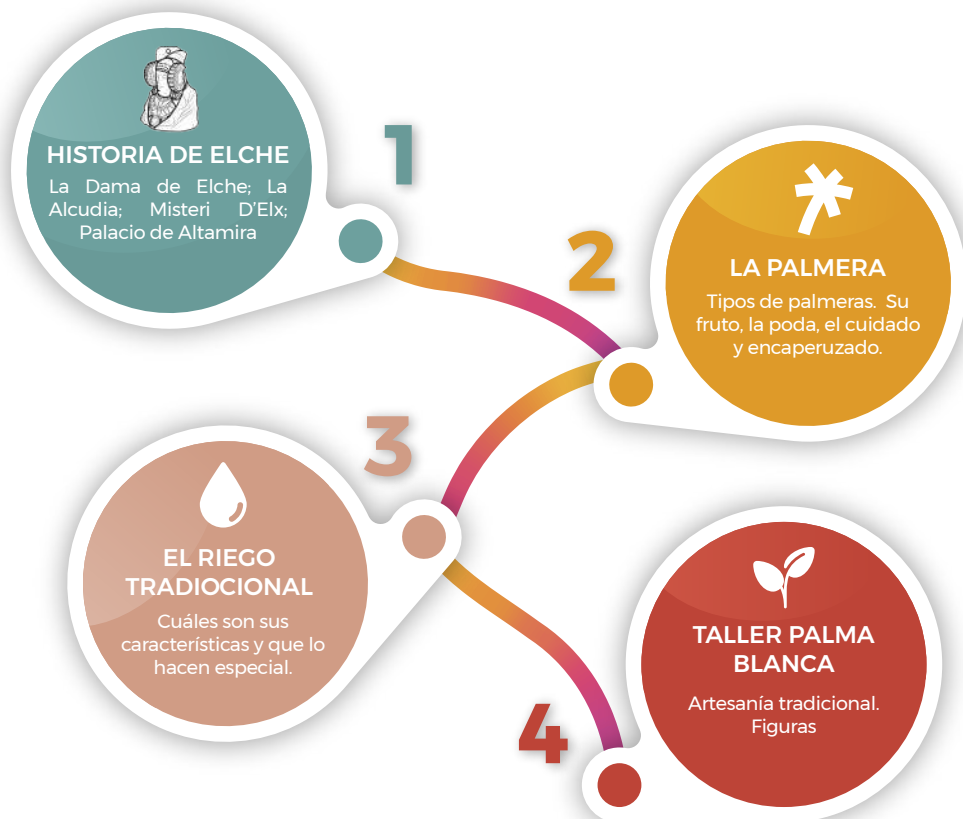 1
HISTORIA DE ELCHE
La Dama de Elche; La
Alcudia; Misteri D'Elx;
Palacio de Altamira
2
LA PALMERA
Tipos de palmeras. Su
fruto, la poda, el cuidado
y encaperuzado.
3
EL RIEGO
TRADIOCIONAL
Cuáles son sus
características y que lo
hacen especial.
4
TALLER PALMA
BLANCA
Artesanía tradicional.
Figuras